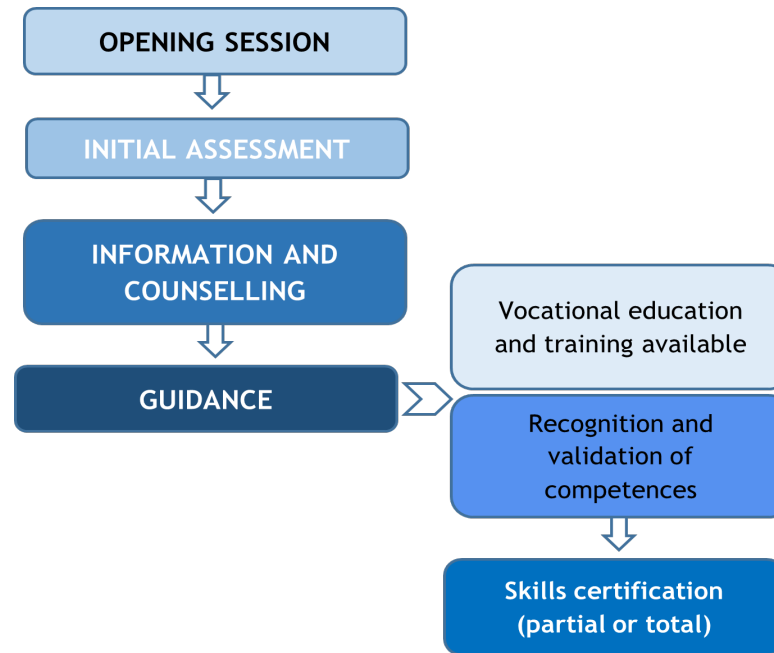 OPENING SESSION
INITIAL ASSESSMENT
INFORMATION AND
COUNSELLING
GUIDANCE
Vocational education
and training available
Recognition and
validation of
competences
Skills certification
(partial or total)